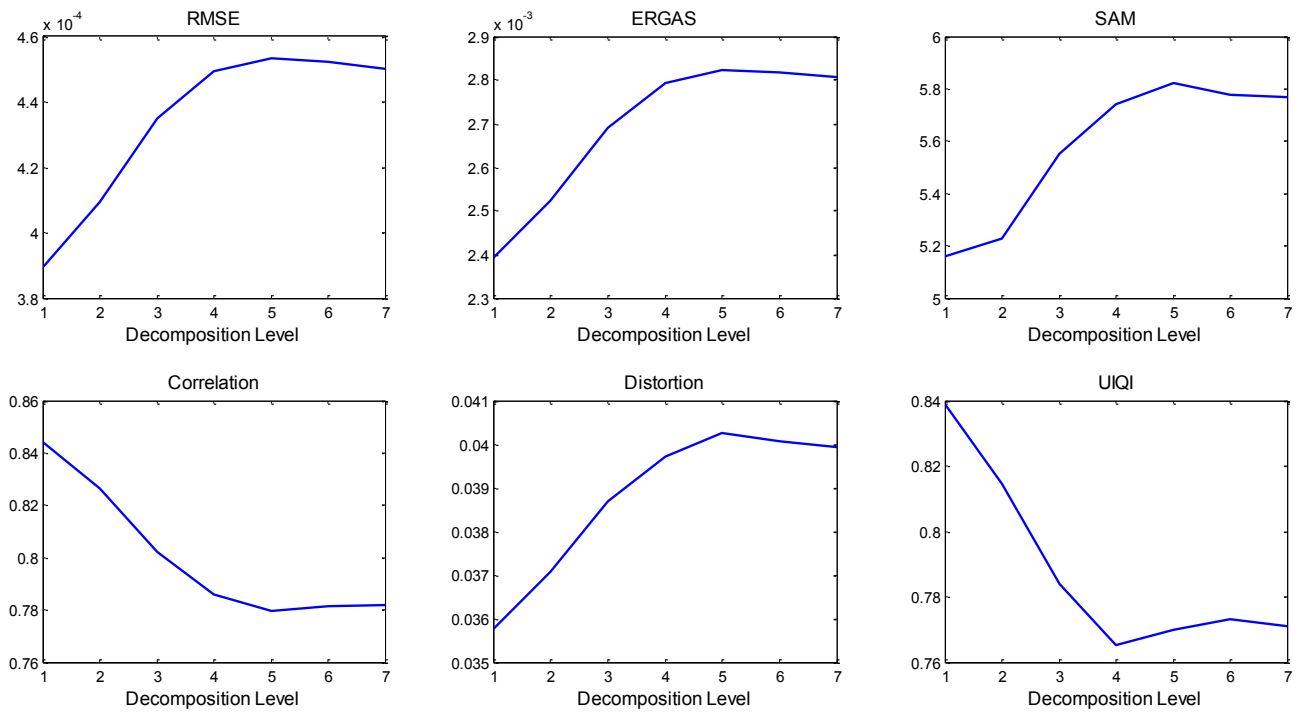 RMSE
x 10-4
4.6
4.4
4.2
4
3.8
1 2 3 4 5 6 7
Decomposition Level
ERGAS
x 10-3
2.9
2.8
2.7
2.6
2.5
2.4
2.3
1 2 3 4 5 6 7
Decomposition Level
SAM
6
5.8
5.6
5.4
5.2
5
1 2 3 4 5 6 7
Decomposition Level
Correlation
0.86
0.84
0.82
0.8
0.78
0.76
1 2 3 4 5 6 7
Decomposition Level
Distortion
0.041
0.04
0.039
0.038
0.037
0.036
0.035
1 2 3 4 5 6 7
Decomposition Level
UIQI
0.84
0.82
0.8
0.78
0.76
1 2 3 4 5 6 7
Decomposition Level